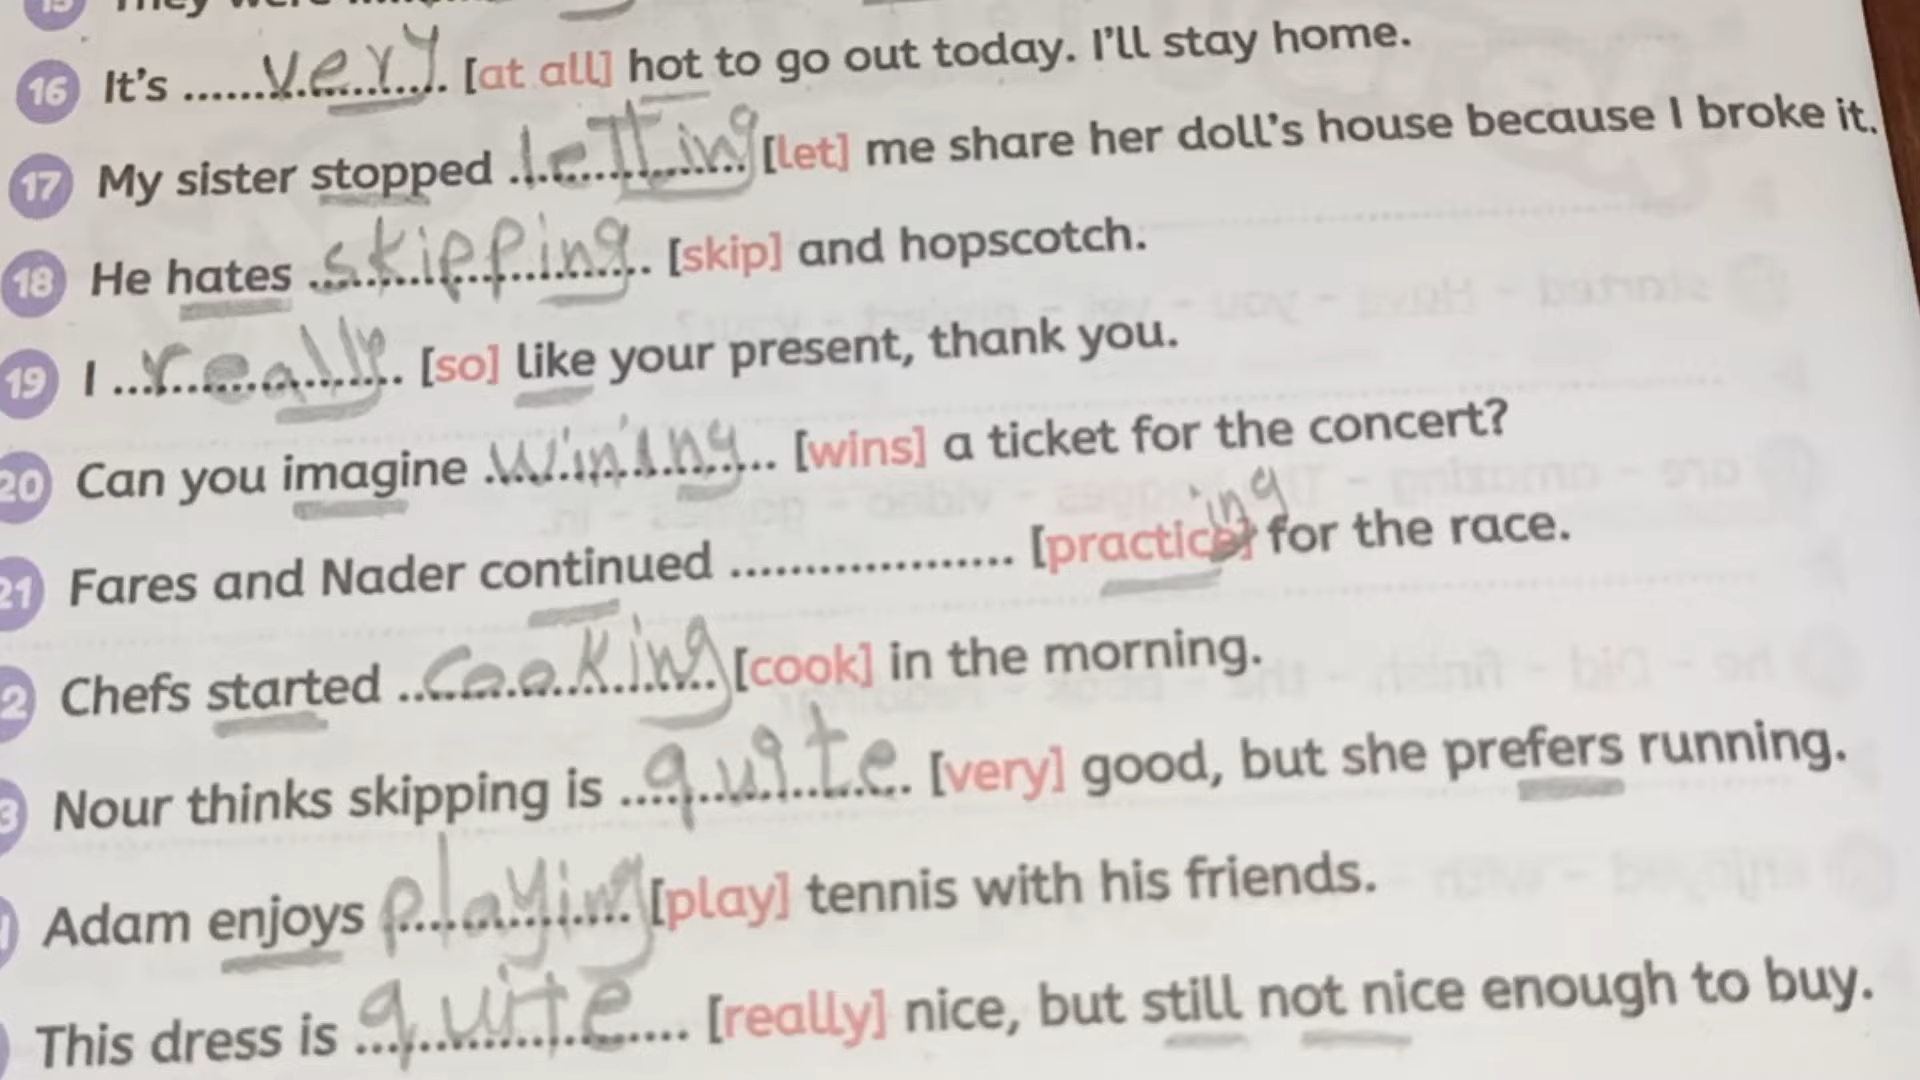 15 They were
16 It's ...very... [at all] hot to go out today. I'll stay home.
17 My sister stopped ...letting... [let] me share her doll's house because I broke it.
18 He hates ...skipping... [skip] and hopscotch.
19 I ...really... [so] like your present, thank you.
20 Can you imagine ...wining... [wins] a ticket for the concert?
ing
21 Fares and Nader continued ................... [practice] for the race.
2 Chefs started ...cooking... [cook] in the morning.
3 Nour thinks skipping is ...quite... [very] good, but she prefers running.
Adam enjoys ...playing... [play] tennis with his friends.
This dress is ...quite... [really] nice, but still not nice enough to buy.